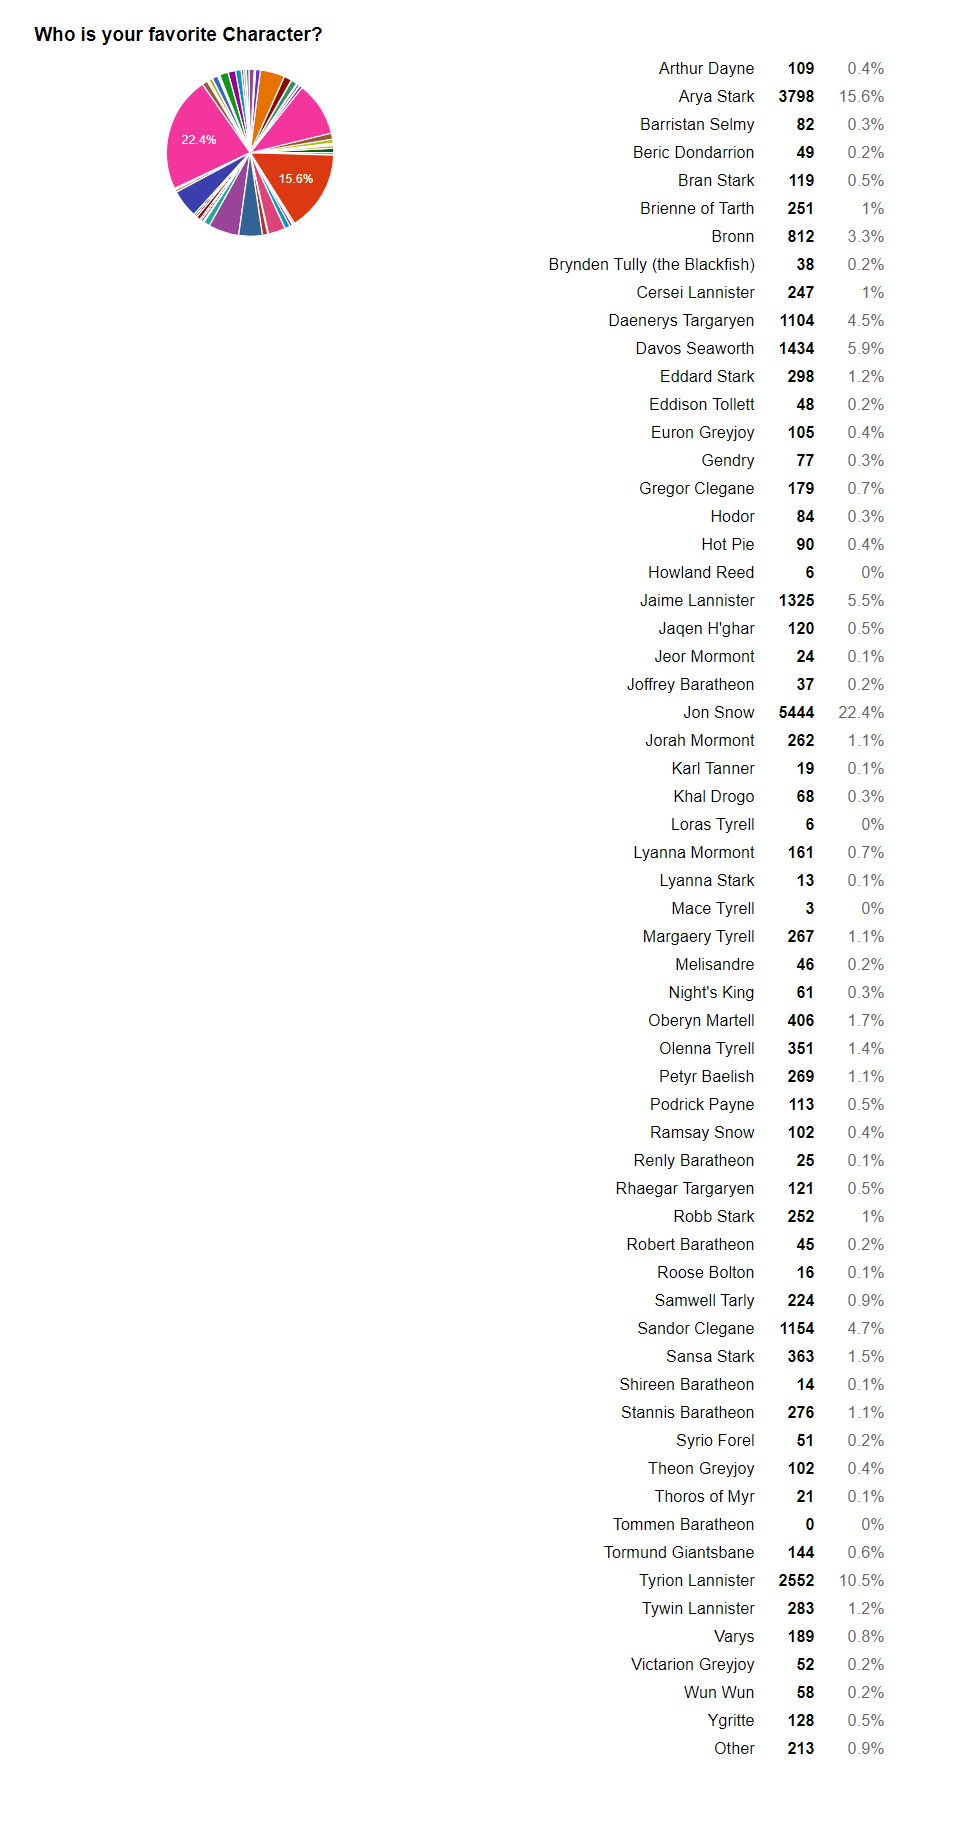 Who is your favorite Character?
Arthur Dayne 109 0.4%
Arya Stark 3798 15.6%
Barristan Selmy 82 0.3%
Beric Dondarrion 49 0.2%
Bran Stark 119 0.5%
Brienne of Tarth 251 1%
Bronn 812 3.3%
Brynden Tully (the Blackfish) 38 0.2%
Cersei Lannister 247 1%
Daenerys Targaryen 1104 4.5%
Davos Seaworth 1434 5.9%
Eddard Stark 298 1.2%
Eddison Tollett 48 0.2%
Euron Greyjoy 105 0.4%
Gendry 77 0.3%
Gregor Clegane 179 0.7%
Hodor 84 0.3%
Hot Pie 90 0.4%
Howland Reed 6 0%
Jaime Lannister 1325 5.5%
Jaqen H'ghar 120 0.5%
Jeor Mormont 24 0.1%
Joffrey Baratheon 37 0.2%
Jon Snow 5444 22.4%
Jorah Mormont 262 1.1%
Karl Tanner 19 0.1%
Khal Drogo 68 0.3%
Loras Tyrell 6 0%
Lyanna Mormont 161 0.7%
Lyanna Stark 13 0.1%
Mace Tyrell 3 0%
Margaery Tyrell 267 1.1%
Melisandre 46 0.2%
Night's King 61 0.3%
Oberyn Martell 406 1.7%
Olenna Tyrell 351 1.4%
Petyr Baelish 269 1.1%
Podrick Payne 113 0.5%
Ramsay Snow 102 0.4%
Renly Baratheon 25 0.1%
Rhaegar Targaryen 121 0.5%
Robb Stark 252 1%
Robert Baratheon 45 0.2%
Roose Bolton 16 0.1%
Samwell Tarly 224 0.9%
Sandor Clegane 1154 4.7%
Sansa Stark 363 1.5%
Shireen Baratheon 14 0.1%
Stannis Baratheon 276 1.1%
Syrio Forel 51 0.2%
Theon Greyjoy 102 0.4%
Thoros of Myr 21 0.1%
Tommen Baratheon 0 0%
Tormund Giantsbane 144 0.6%
Tyrion Lannister 2552 10.5%
Tywin Lannister 283 1.2%
Varys 189 0.8%
Victarion Greyjoy 52 0.2%
Wun Wun 58 0.2%
Ygritte 128 0.5%
Other 213 0.9%
22.4%
15.6%